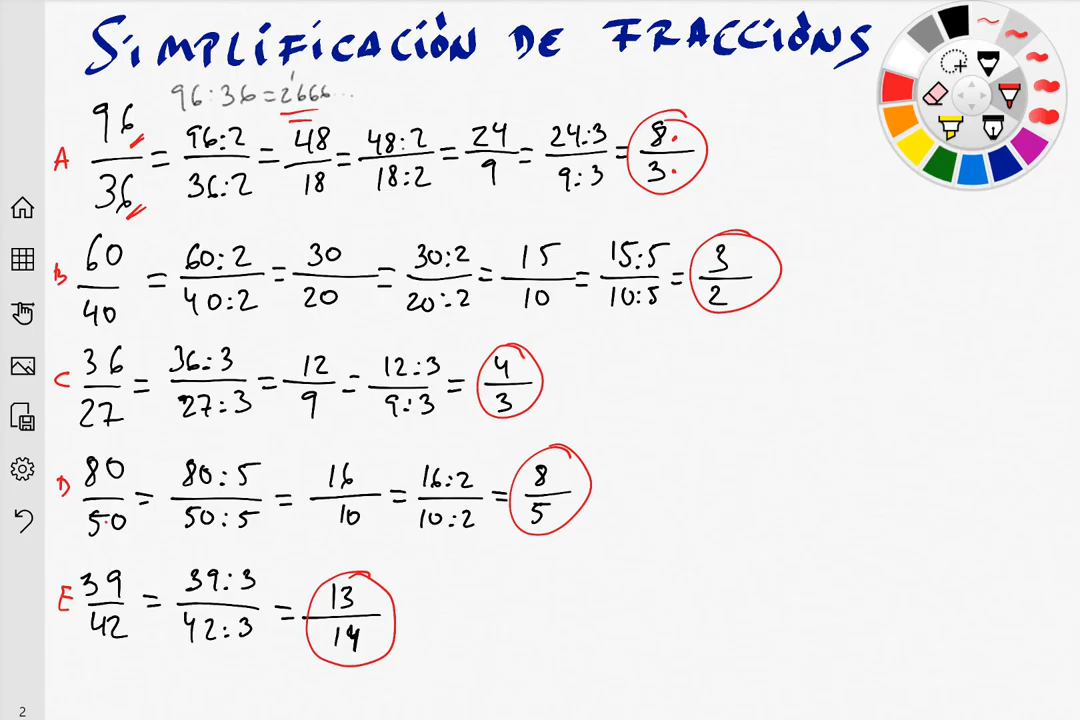 SIMPLIFICACIÓN DE FRACCIÓNS
96:36=2'666...
A 96/36 = 96:2/36:2 = 48/18 = 48:2/18:2 = 24/9 = 24:3/9:3 = 8/3
B 60/40 = 60:2/40:2 = 30/20 = 30:2/20:2 = 15/10 = 15:5/10:5 = 3/2
C 36/27 = 36:3/27:3 = 12/9 = 12:3/9:3 = 4/3
D 80/50 = 80:5/50:5 = 16/10 = 16:2/10:2 = 8/5
E 39/42 = 39:3/42:3 = 13/14
2